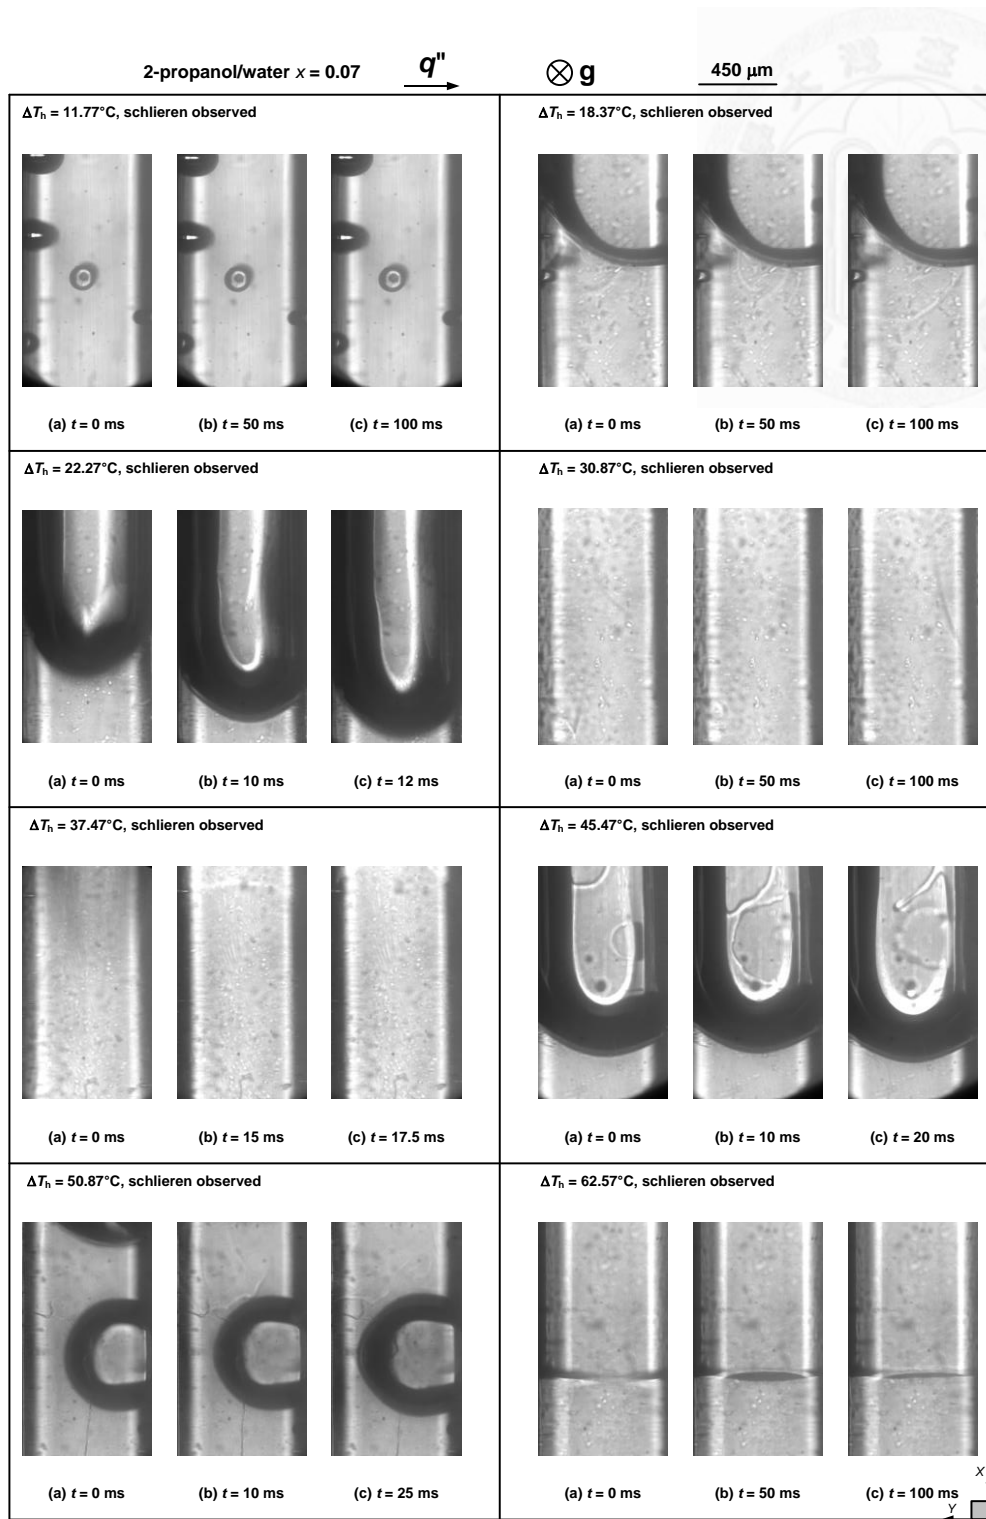 2-propanol/water x = 0.07 q" g 450 μm
ΔTh = 11.77°C, schlieren observed
(a) t = 0 ms (b) t = 50 ms (c) t = 100 ms
ΔTh = 18.37°C, schlieren observed
(a) t = 0 ms (b) t = 50 ms (c) t = 100 ms
ΔTh = 22.27°C, schlieren observed
(a) t = 0 ms (b) t = 10 ms (c) t = 12 ms
ΔTh = 30.87°C, schlieren observed
(a) t = 0 ms (b) t = 50 ms (c) t = 100 ms
ΔTh = 37.47°C, schlieren observed
(a) t = 0 ms (b) t = 15 ms (c) t = 17.5 ms
ΔTh = 45.47°C, schlieren observed
(a) t = 0 ms (b) t = 10 ms (c) t = 20 ms
ΔTh = 50.87°C, schlieren observed
(a) t = 0 ms (b) t = 10 ms (c) t = 25 ms
ΔTh = 62.57°C, schlieren observed
(a) t = 0 ms (b) t = 50 ms (c) t = 100 ms
X
Y